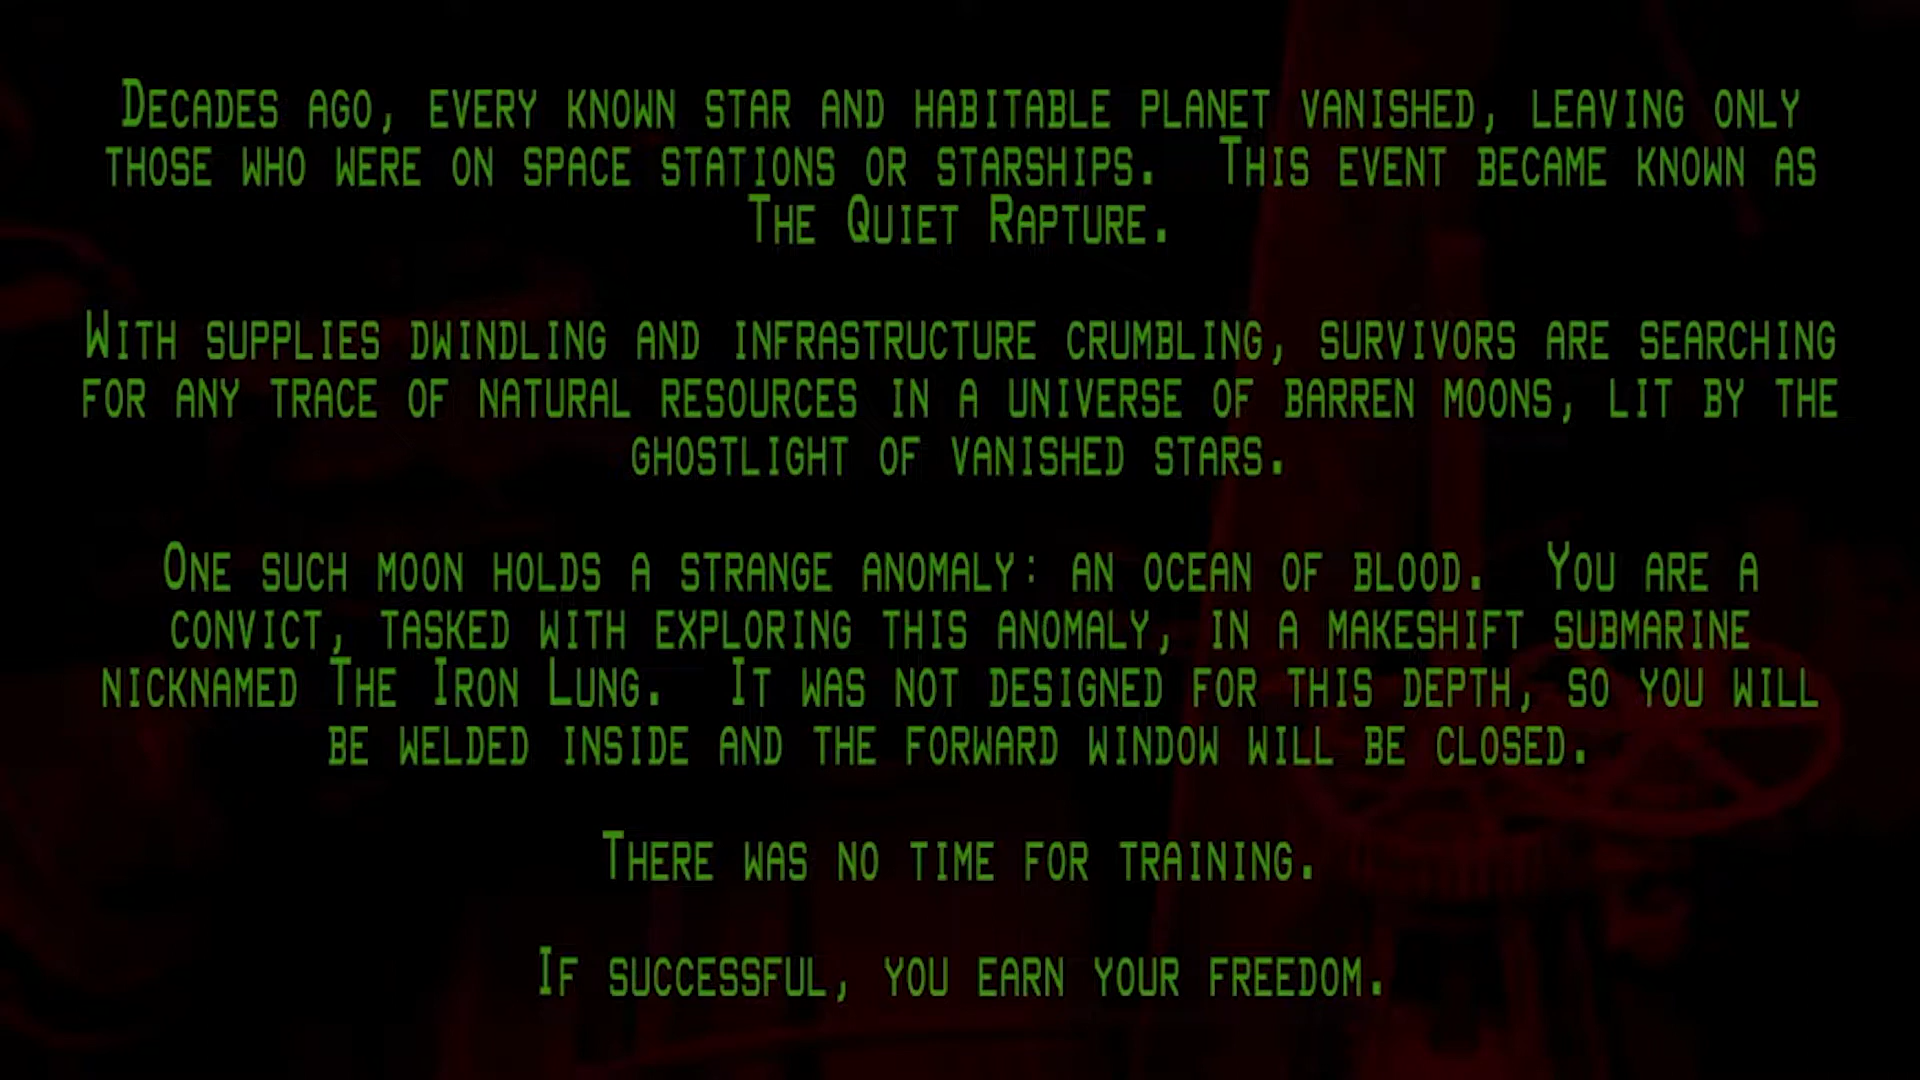 Decades ago, every known star and habitable planet vanished, leaving only
those who were on space stations or starships.  This event became known as
The Quiet Rapture.
With supplies dwindling and infrastructure crumbling, survivors are searching
for any trace of natural resources in a universe of barren moons, lit by the
ghostlight of vanished stars.
One such moon holds a strange anomaly: an ocean of blood.  You are a
convict, tasked with exploring this anomaly, in a makeshift submarine
nicknamed The Iron Lung.  It was not designed for this depth, so you will
be welded inside and the forward window will be closed.
There was no time for training.
If successful, you earn your freedom.